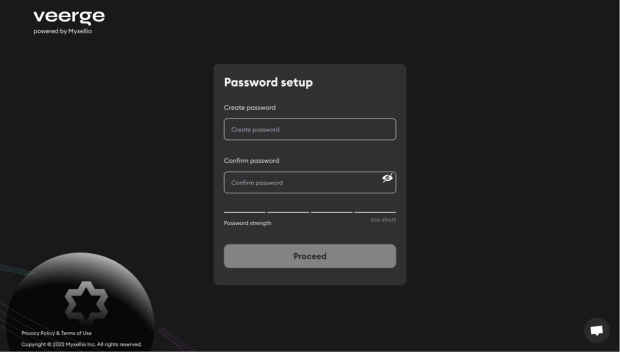 veerge
powered by Myxellia
Password setup
Create password
Create password
Confirm password
Confirm password
too short
Password strength
Proceed
Privacy Policy & Terms of Use
Copyright © 2022 Myxellia Inc. All rights reserved.